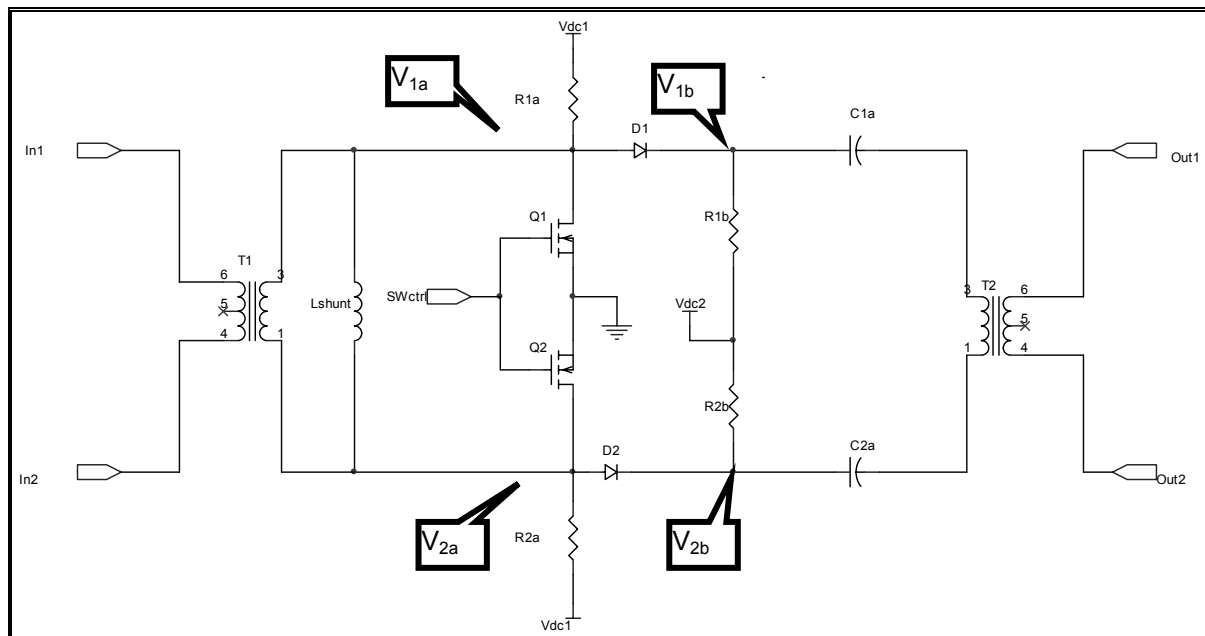 Vdc1
V1a
R1a
V1b
C1a
D1
In1
Out1
Q1
R1b
T1
6
3
5
4
1
Lshunt
SWctrl
Vdc2
T2
3
6
5
1
4
Q2
R2b
D2
C2a
In2
Out2
V2a
R2a
V2b
Vdc1